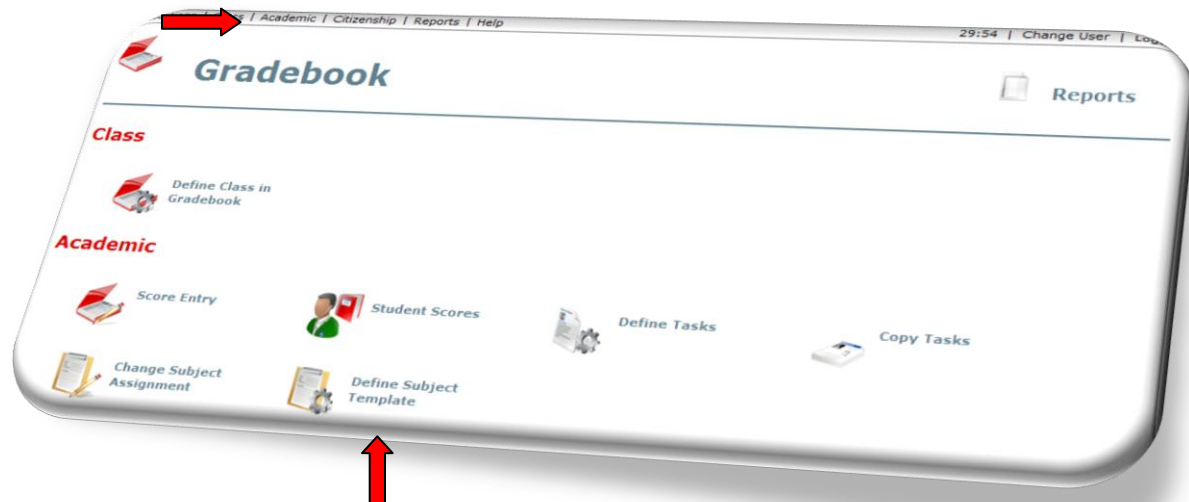 | Academic | Citizenship | Reports | Help
29:54 | Change User |
Gradebook
Reports
Class
Define Class in
Gradebook
Academic
Score Entry
Student Scores
Define Tasks
Copy Tasks
Change Subject
Assignment
Define Subject
Template